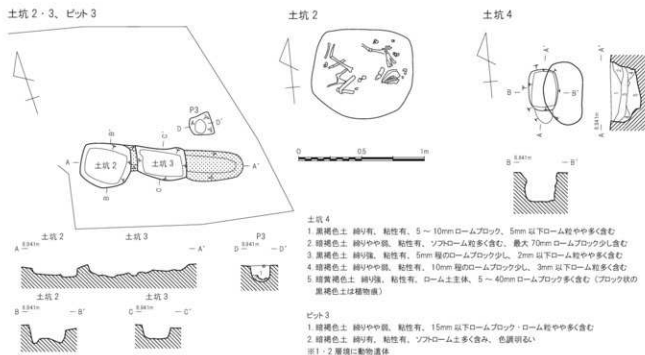 土坑 2・3、ピット 3
土坑 2
土坑 4
P3
D
D'
B
C
A
土坑 2
土坑 3
A'
B
C
0
0.5
1m
A'
B
B'
A
A'
A
B
B'
土坑 2
土坑 3
P3
A
A'
D
D'
土坑 2
土坑 3
B
B'
C
C'
土坑 4
1. 黒褐色土 締り有、粘性有、5 ～ 10mm ロームブロック、5mm 以下ローム粒やや多く含む
2. 暗褐色土 締りやや弱、粘性有、ソフトローム粒多く含む、最大 70mm ロームブロック少し含む
3. 黒褐色土 締り強、粘性有、5mm 程のロームブロック少し、2mm 以下ローム粒やや多く含む
4. 暗褐色土 締りやや弱、粘性有、10mm 程のロームブロック少し、3mm 以下ローム粒多く含む
5. 暗黄褐色土 締り強、粘性有、ローム土主体、5 ～ 40mm ロームブロック多く含む（ブロック状の
黒褐色土は植物痕）
ピット 3
1. 暗褐色土 締りやや弱、粘性有、15mm 以下ロームブロック・ローム粒やや多く含む
2. 暗褐色土 締り有、粘性有、ソフトローム土多く含み、色調明るい
※1・2 層境に動物遺体